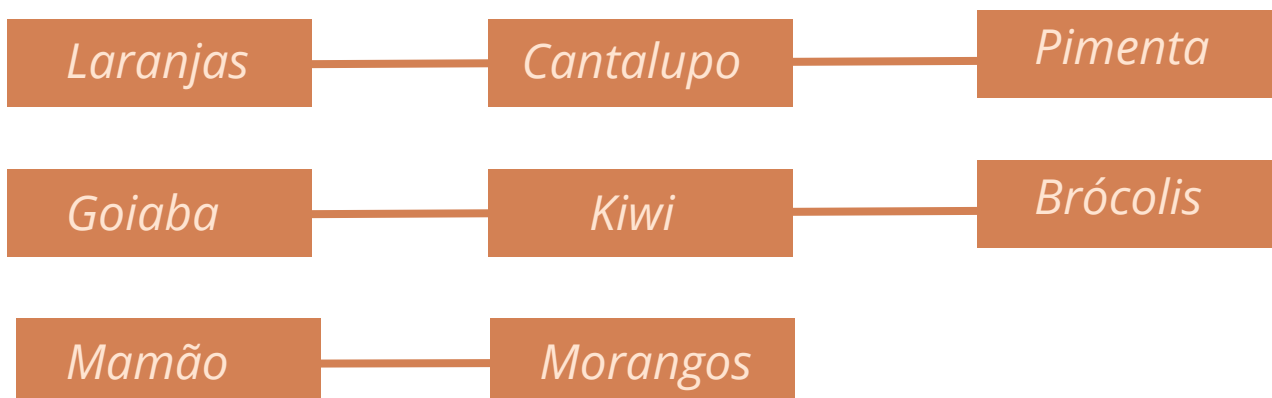 Laranjas
Cantalupo
Pimenta
Goiaba
Kiwi
Brócolis
Mamão
Morangos